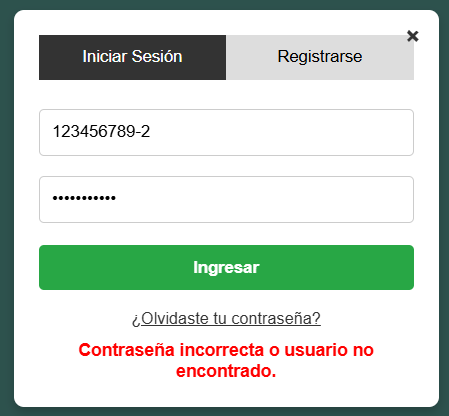 Iniciar Sesión
Registrarse
123456789-2
•••••••••••
Ingresar
¿Olvidaste tu contraseña?
Contraseña incorrecta o usuario no
encontrado.